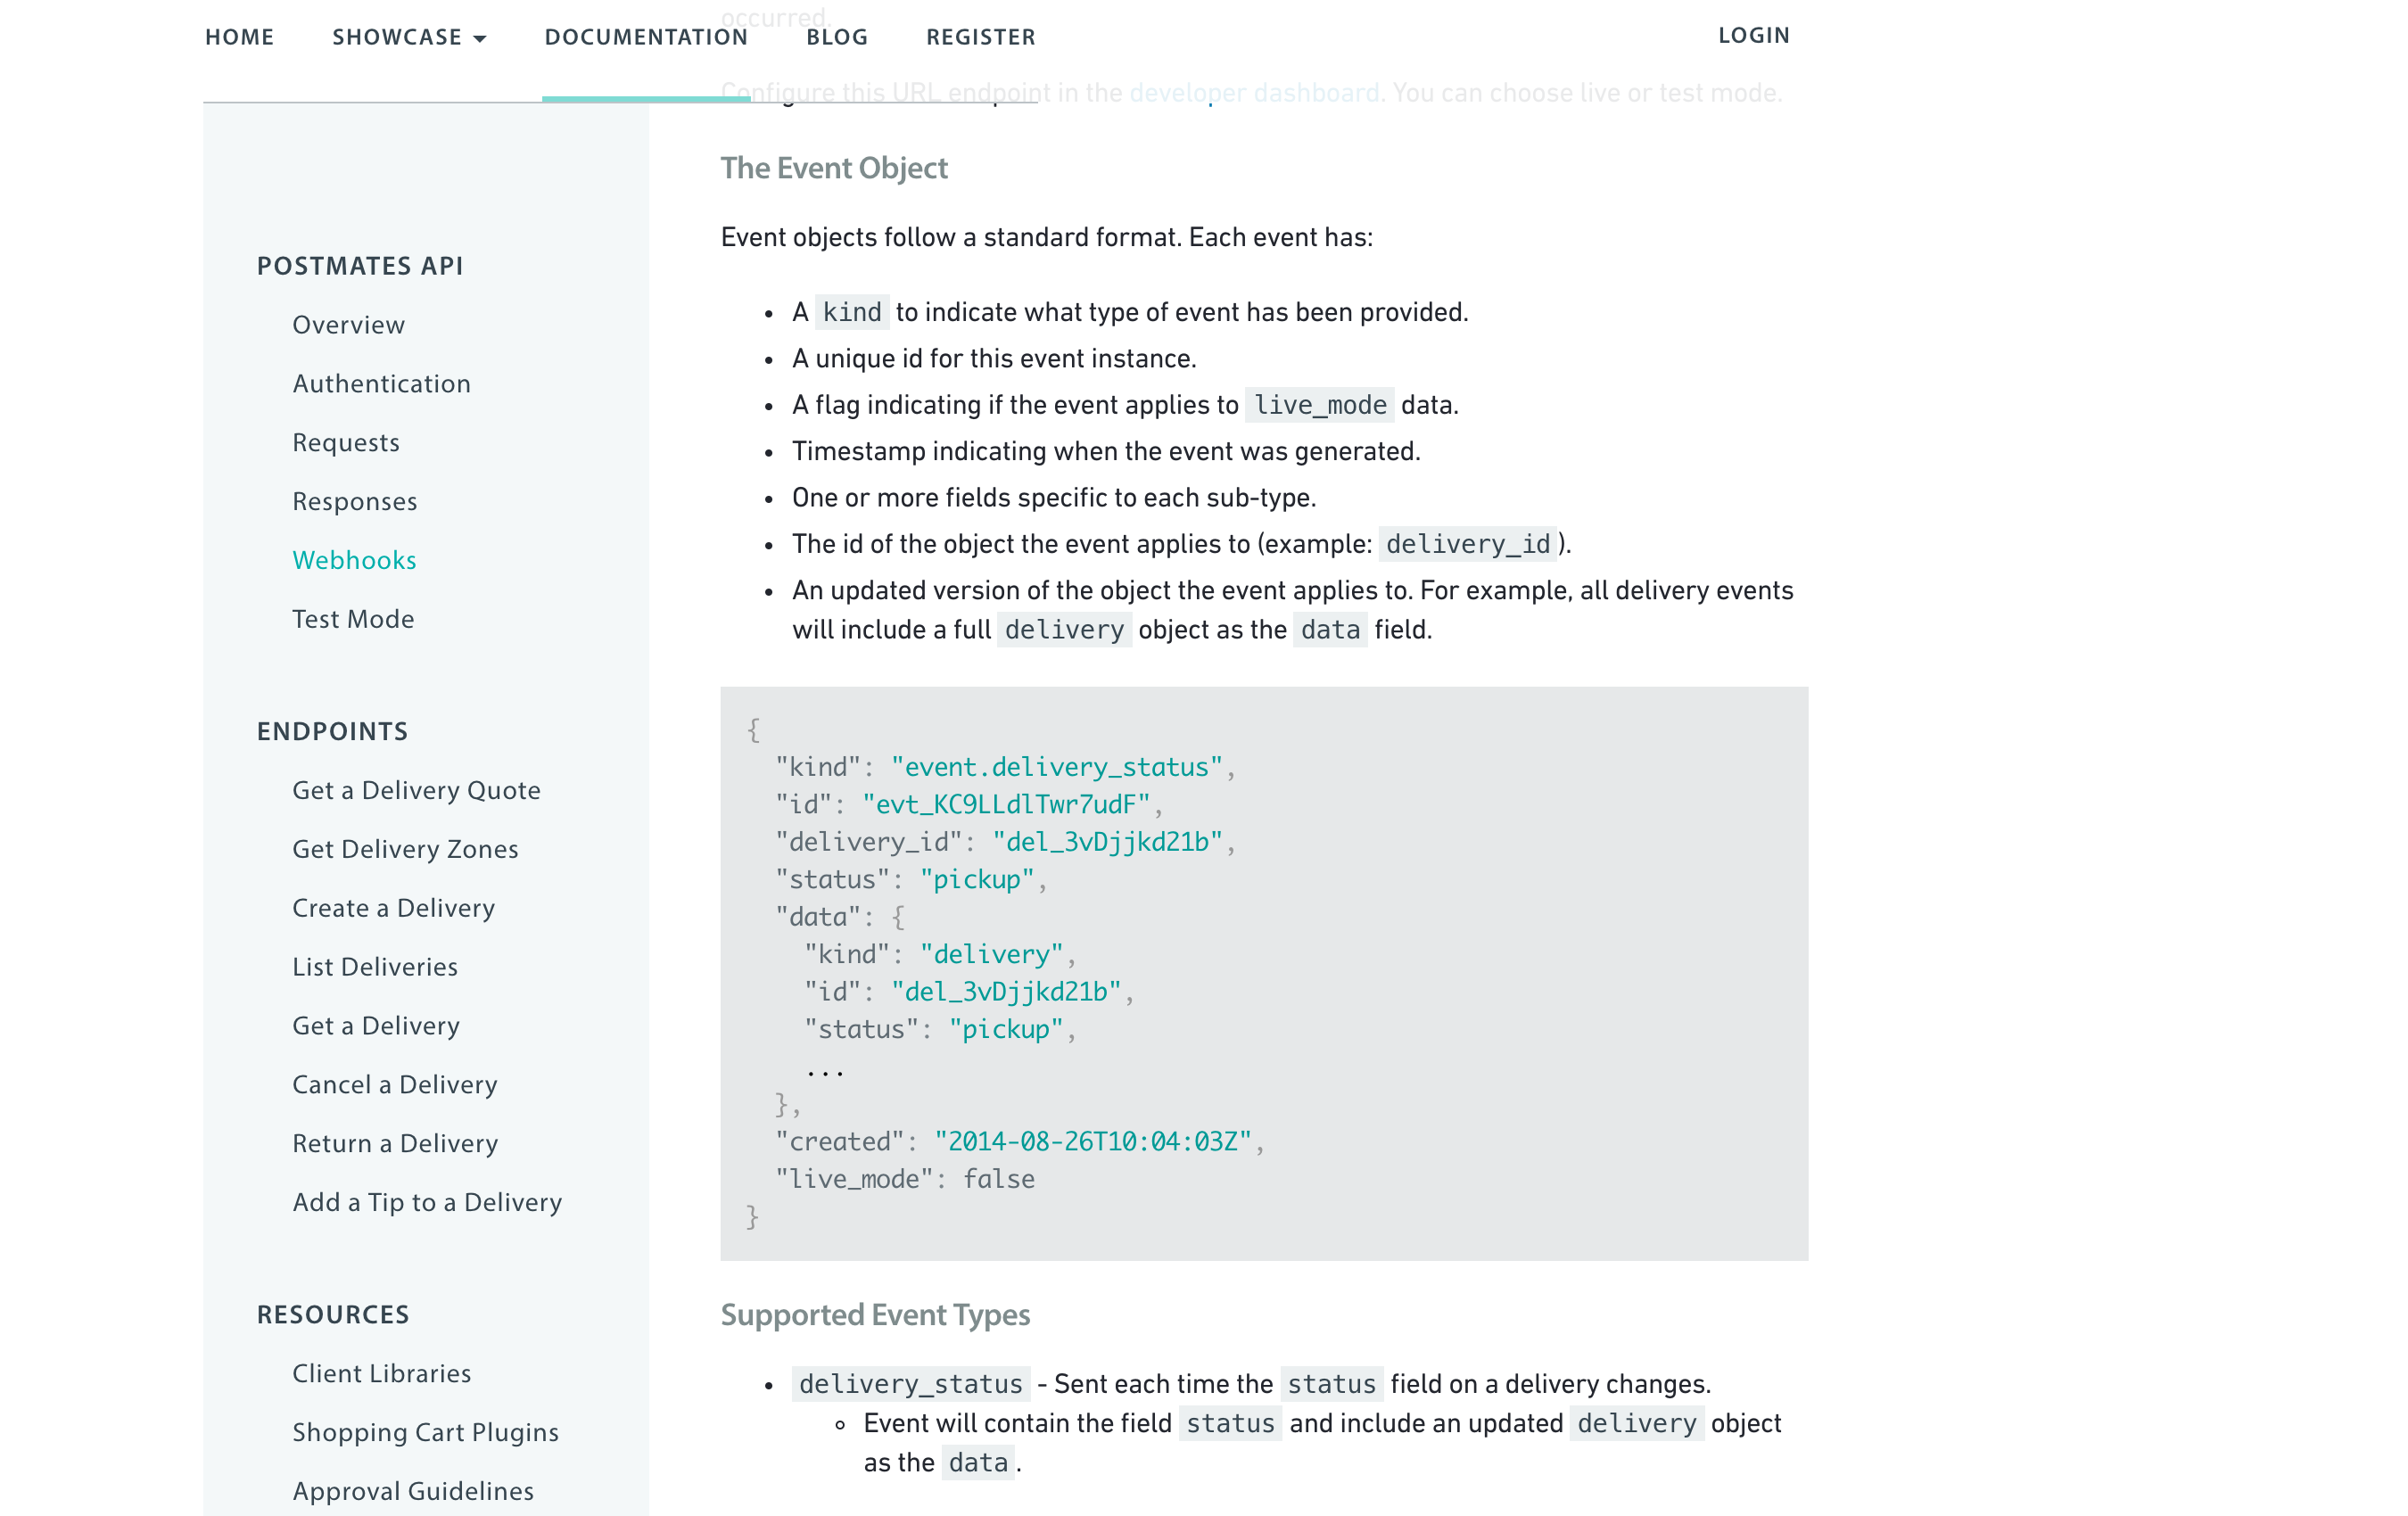 occurred.
HOME SHOWCASE DOCUMENTATION BLOG REGISTER LOGIN
Configure this URL endpoint in the developer dashboard. You can choose live or test mode.
POSTMATES API
Overview
Authentication
Requests
Responses
Webhooks
Test Mode
ENDPOINTS
Get a Delivery Quote
Get Delivery Zones
Create a Delivery
List Deliveries
Get a Delivery
Cancel a Delivery
Return a Delivery
Add a Tip to a Delivery
RESOURCES
Client Libraries
Shopping Cart Plugins
Approval Guidelines
The Event Object
Event objects follow a standard format. Each event has:
• A kind to indicate what type of event has been provided.
• A unique id for this event instance.
• A flag indicating if the event applies to live_mode data.
• Timestamp indicating when the event was generated.
• One or more fields specific to each sub-type.
• The id of the object the event applies to (example: delivery_id).
• An updated version of the object the event applies to. For example, all delivery events
will include a full delivery object as the data field.
{
  "kind": "event.delivery_status",
  "id": "evt_KC9LLdlTwr7udF",
  "delivery_id": "del_3vDjjkd21b",
  "status": "pickup",
  "data": {
    "kind": "delivery",
    "id": "del_3vDjjkd21b",
    "status": "pickup",
    ...
  },
  "created": "2014-08-26T10:04:03Z",
  "live_mode": false
}
Supported Event Types
• delivery_status - Sent each time the status field on a delivery changes.
◦ Event will contain the field status and include an updated delivery object
as the data.